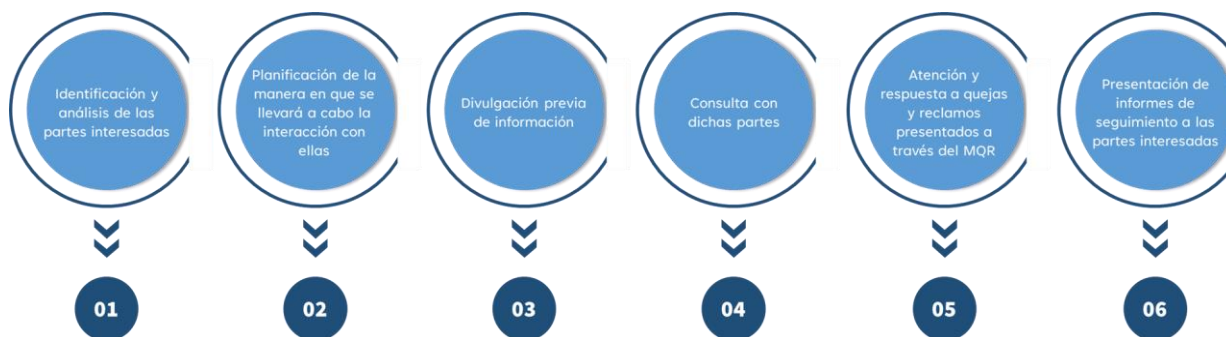 Identificación y
análisis de las
partes interesadas
Planificación de la
manera en que se
llevará a cabo la
interacción con
ellas
Divulgación previa
de información
Consulta con
dichas partes
Atención y
respuesta a quejas
y reclamos
presentados a
través del MQR
Presentación de
informes de
seguimiento a las
partes interesadas
01
02
03
04
05
06